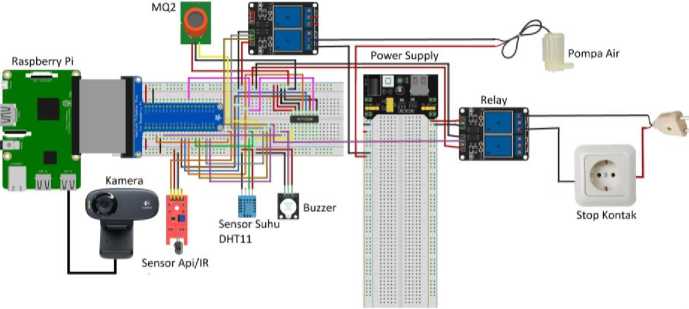 MQ2
Raspberry Pi
Power Supply
Pompa Air
Relay
Kamera
Buzzer
Stop Kontak
Sensor Suhu
DHT11
Sensor Api/IR